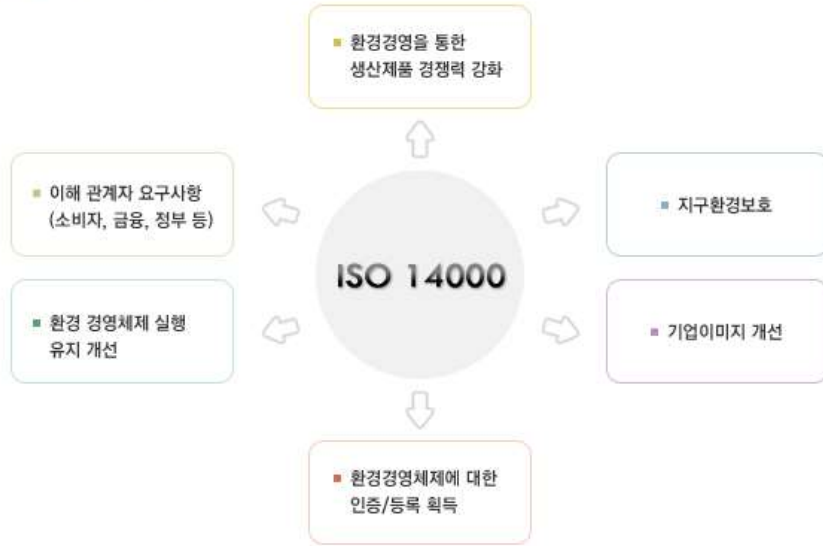 환경경영을 통한
생산제품 경쟁력 강화
이해 관계자 요구사항
(소비자, 금융, 정부 등)
지구환경보호
ISO 14000
환경 경영체제 실행
유지 개선
기업이미지 개선
환경경영체제에 대한
인증/등록 획득